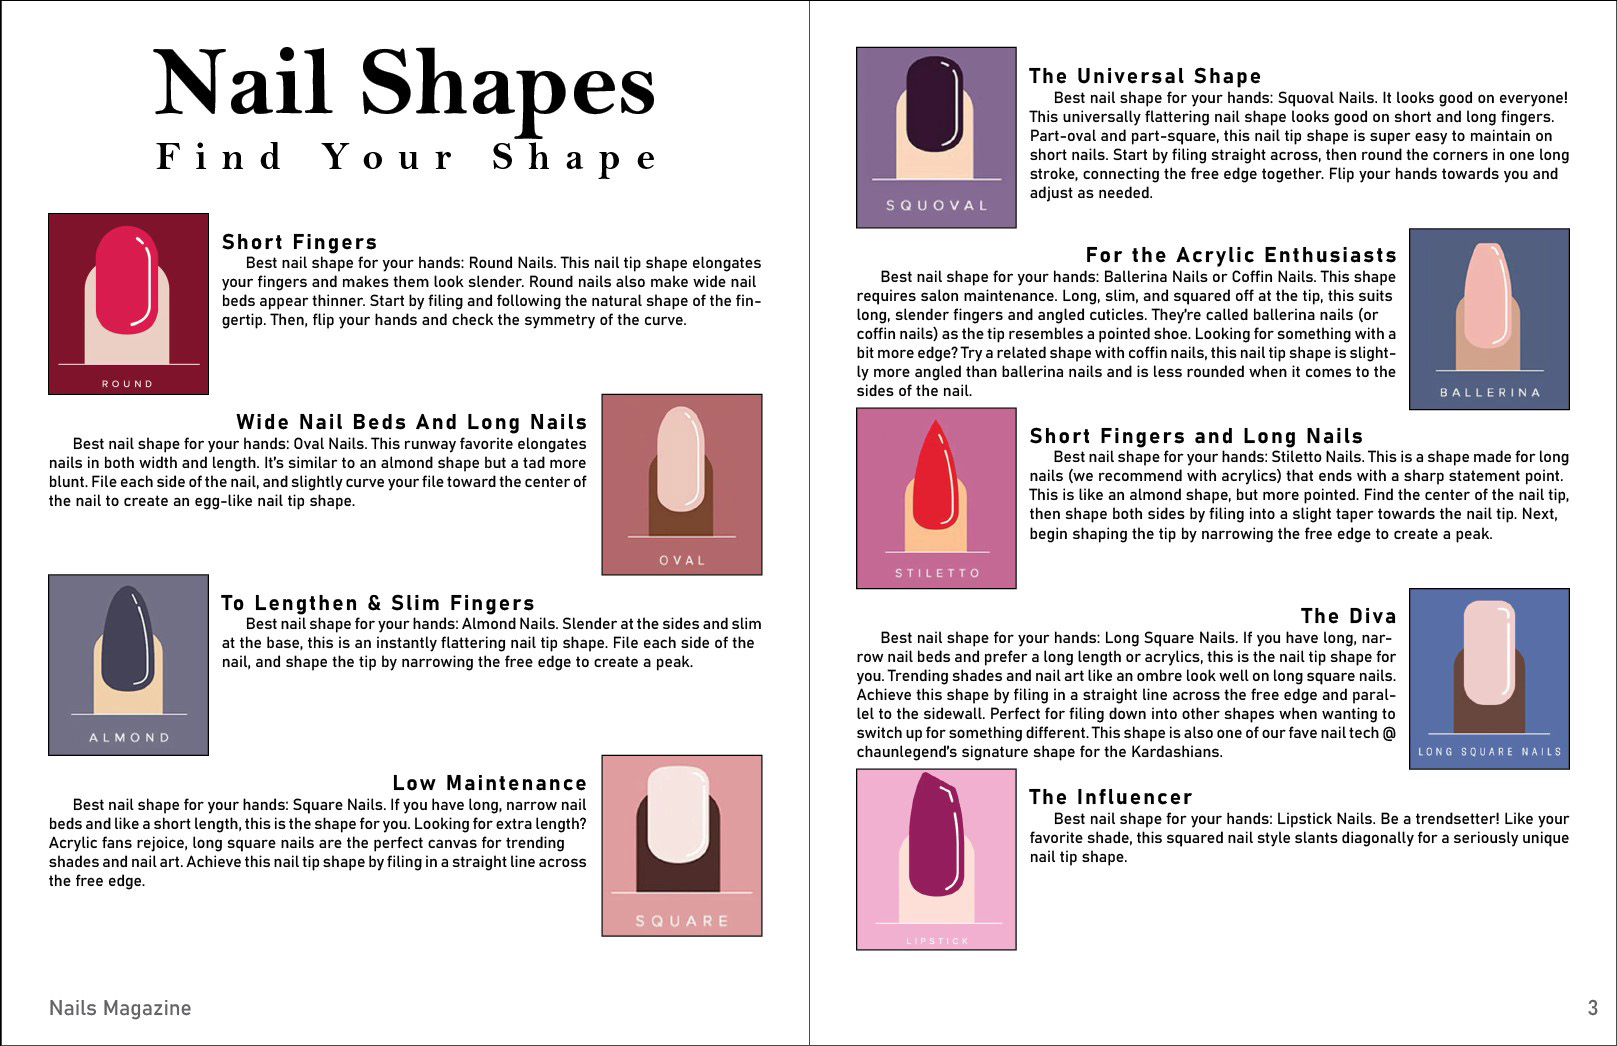 Nail Shapes
Find Your Shape
ROUND
Short Fingers
Best nail shape for your hands: Round Nails. This nail tip shape elongates
your fingers and makes them look slender. Round nails also make wide nail
beds appear thinner. Start by filing and following the natural shape of the fin-
gertip. Then, flip your hands and check the symmetry of the curve.
Wide Nail Beds And Long Nails
Best nail shape for your hands: Oval Nails. This runway favorite elongates
nails in both width and length. It's similar to an almond shape but a tad more
blunt. File each side of the nail, and slightly curve your file toward the center of
the nail to create an egg-like nail tip shape.
OVAL
ALMOND
To Lengthen & Slim Fingers
Best nail shape for your hands: Almond Nails. Slender at the sides and slim
at the base, this is an instantly flattering nail tip shape. File each side of the
nail, and shape the tip by narrowing the free edge to create a peak.
Low Maintenance
Best nail shape for your hands: Square Nails. If you have long, narrow nail
beds and like a short length, this is the shape for you. Looking for extra length?
Acrylic fans rejoice, long square nails are the perfect canvas for trending
shades and nail art. Achieve this nail tip shape by filing in a straight line across
the free edge.
SQUARE
Nails Magazine
SQUOVAL
The Universal Shape
Best nail shape for your hands: Squoval Nails. It looks good on everyone!
This universally flattering nail shape looks good on short and long fingers.
Part-oval and part-square, this nail tip shape is super easy to maintain on
short nails. Start by filing straight across, then round the corners in one long
stroke, connecting the free edge together. Flip your hands towards you and
adjust as needed.
For the Acrylic Enthusiasts
Best nail shape for your hands: Ballerina Nails or Coffin Nails. This shape
requires salon maintenance. Long, slim, and squared off at the tip, this suits
long, slender fingers and angled cuticles. They're called ballerina nails (or
coffin nails) as the tip resembles a pointed shoe. Looking for something with a
bit more edge? Try a related shape with coffin nails, this nail tip shape is slight-
ly more angled than ballerina nails and is less rounded when it comes to the
sides of the nail.
BALLERINA
STILETTO
Short Fingers and Long Nails
Best nail shape for your hands: Stiletto Nails. This is a shape made for long
nails (we recommend with acrylics) that ends with a sharp statement point.
This is like an almond shape, but more pointed. Find the center of the nail tip,
then shape both sides by filing into a slight taper towards the nail tip. Next,
begin shaping the tip by narrowing the free edge to create a peak.
The Diva
Best nail shape for your hands: Long Square Nails. If you have long, nar-
row nail beds and prefer a long length or acrylics, this is the nail tip shape for
you. Trending shades and nail art like an ombre look well on long square nails.
Achieve this shape by filing in a straight line across the free edge and paral-
lel to the sidewall. Perfect for filing down into other shapes when wanting to
switch up for something different. This shape is also one of our fave nail tech @
chaunlegend's signature shape for the Kardashians.
LONG SQUARE NAILS
LIPSTICK
The Influencer
Best nail shape for your hands: Lipstick Nails. Be a trendsetter! Like your
favorite shade, this squared nail style slants diagonally for a seriously unique
nail tip shape.
3